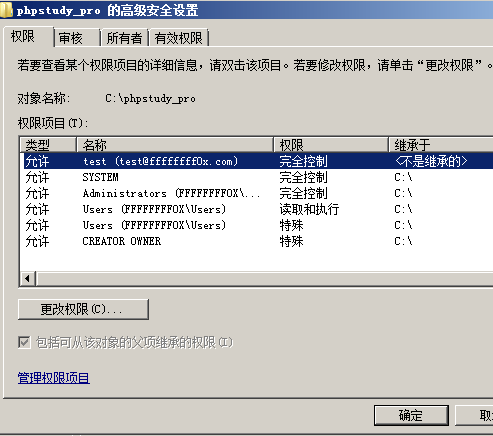 phpstudy_pro 的高级安全设置
权限 审核 所有者 有效权限
若要查看某个权限项目的详细信息，请双击该项目。若要修改权限，请单击“更改权限”。
对象名称: C:\phpstudy_pro
权限项目(T):
类型 名称 权限 继承于
允许 test (test@ffffffff0x.com) 完全控制 <不是继承的>
允许 SYSTEM 完全控制 C:\
允许 Administrators (FFFFFFFF0X\... 完全控制 C:\
允许 Users (FFFFFFFF0X\Users) 读取和执行 C:\
允许 Users (FFFFFFFF0X\Users) 特殊 C:\
允许 CREATOR OWNER 特殊 C:\
更改权限(C)...
包括可从该对象的父项继承的权限(I)
管理权限项目
确定 取